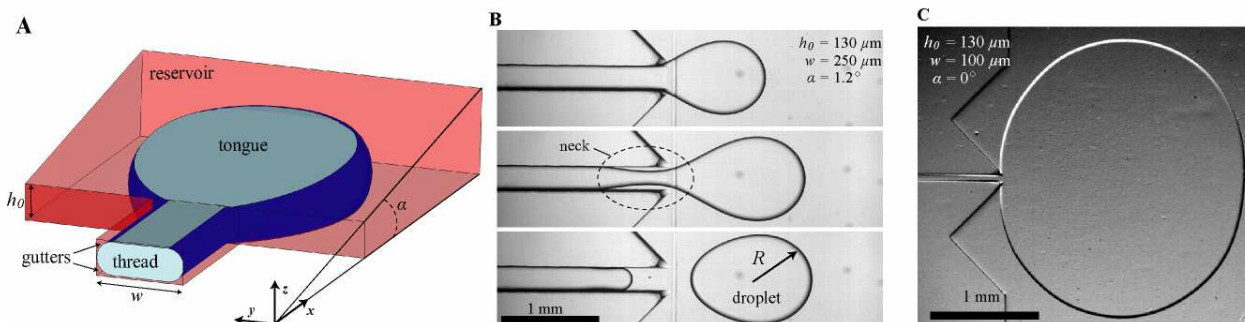 A
reservoir
tongue
h0
α
gutters
thread
w
z
x
y
B
h0 = 130 μm
w = 250 μm
α = 1.2°
neck
R
droplet
1 mm
C
h0 = 130 μm
w = 100 μm
α = 0°
1 mm